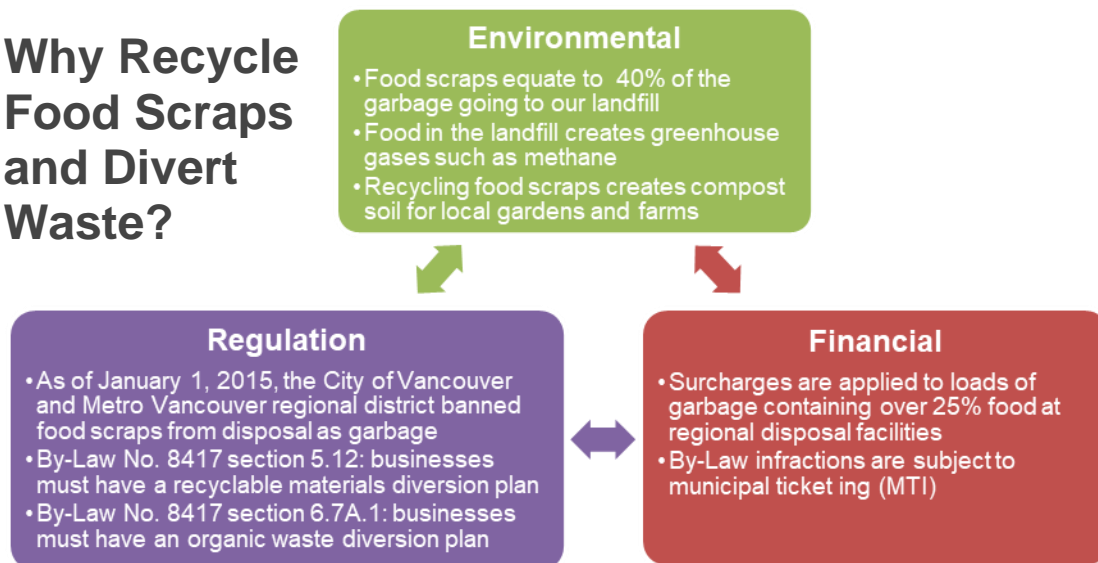 Why Recycle
Food Scraps
and Divert
Waste?
Environmental
•Food scraps equate to 40% of the
garbage going to our landfill
•Food in the landfill creates greenhouse
gases such as methane
•Recycling food scraps creates compost
soil for local gardens and farms
Regulation
•As of January 1, 2015, the City of Vancouver
and Metro Vancouver regional district banned
food scraps from disposal as garbage
•By-Law No. 8417 section 5.12: businesses
must have a recyclable materials diversion plan
•By-Law No. 8417 section 6.7A.1: businesses
must have an organic waste diversion plan
Financial
•Surcharges are applied to loads of
garbage containing over 25% food at
regional disposal facilities
•By-Law infractions are subject to
municipal ticket ing (MTI)